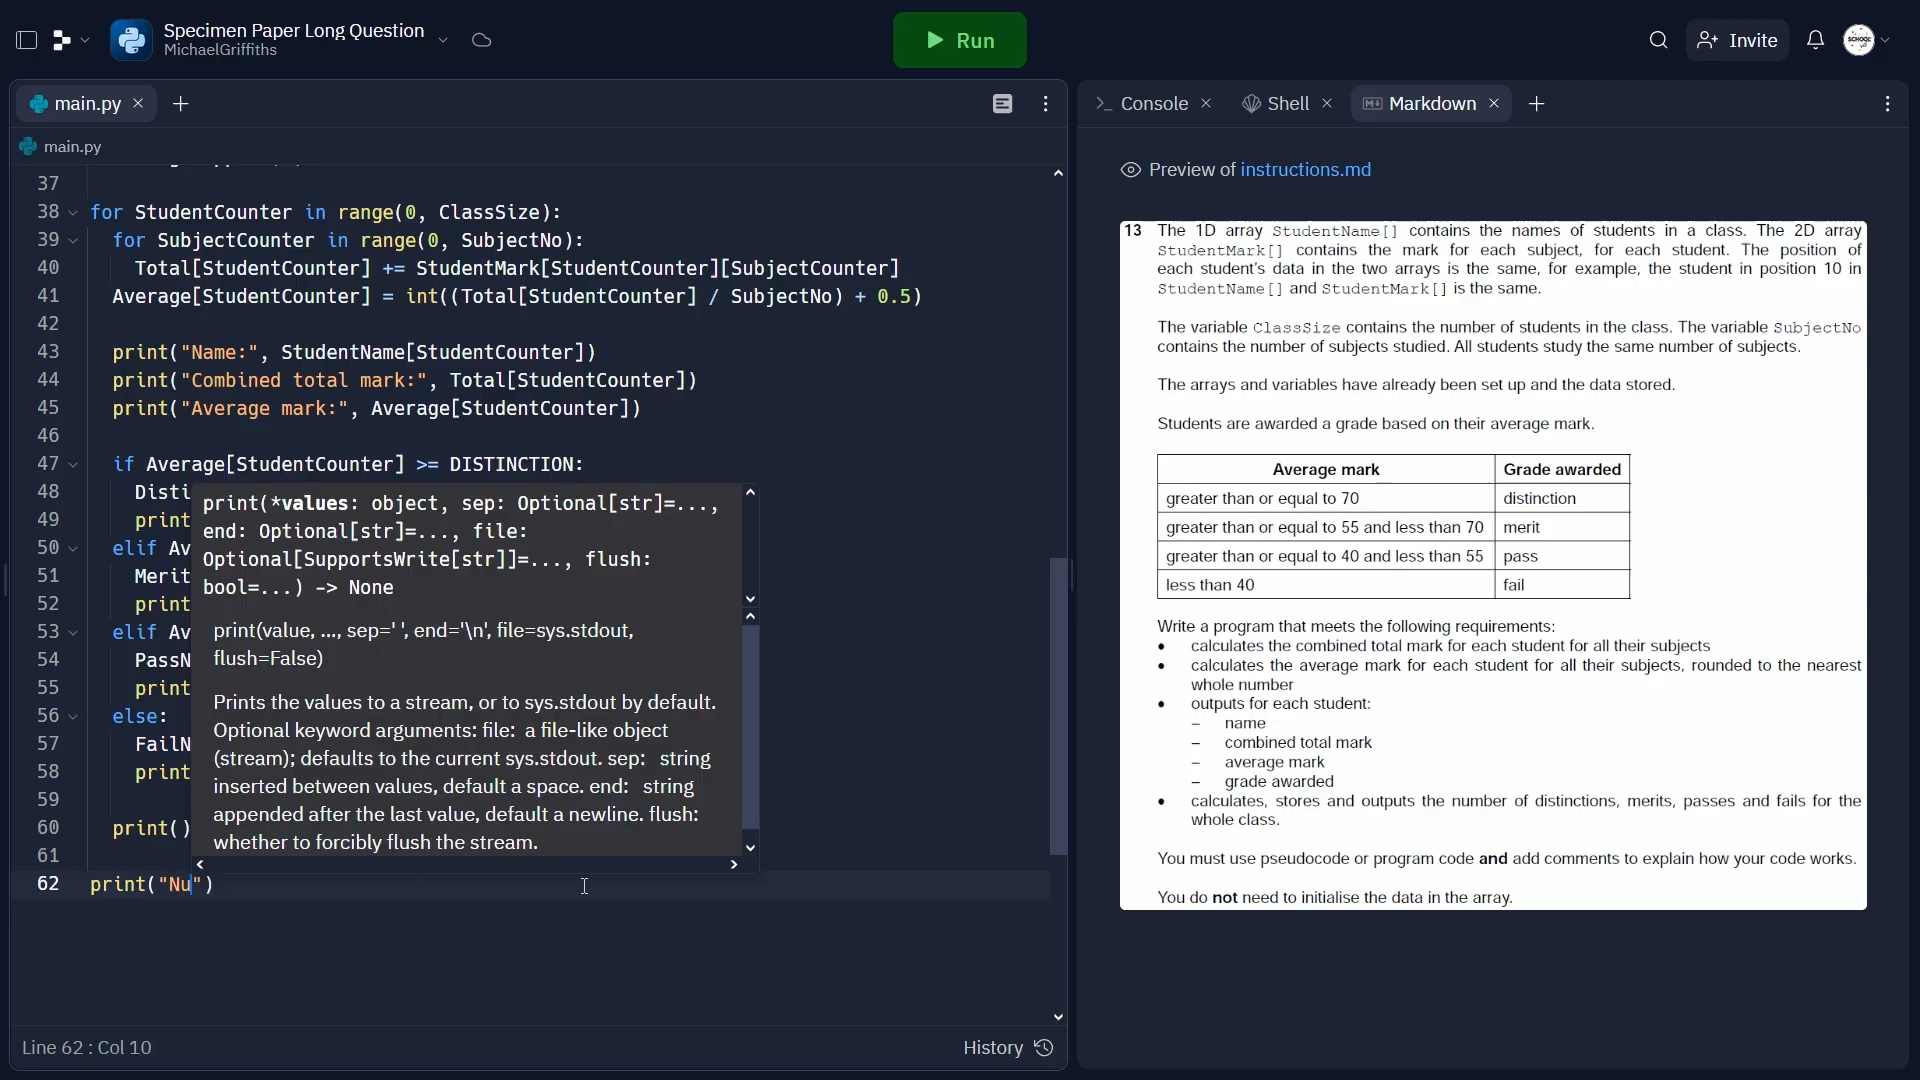 Specimen Paper Long Question
MichaelGriffiths
Run
Invite
SCHOOL
main.py
main.py
37
38 for StudentCounter in range(0, ClassSize):
39 for SubjectCounter in range(0, SubjectNo):
40 Total[StudentCounter] += StudentMark[StudentCounter][SubjectCounter]
41 Average[StudentCounter] = int((Total[StudentCounter] / SubjectNo) + 0.5)
42
43 print("Name:", StudentName[StudentCounter])
44 print("Combined total mark:", Total[StudentCounter])
45 print("Average mark:", Average[StudentCounter])
46
47 if Average[StudentCounter] >= DISTINCTION:
48 Disti
49 print
50 elif Av
51 Merit
52 print
53 elif Av
54 PassN
55 print
56 else:
57 FailN
58 print
59
60 print()
61
62 print("Nu")
print(*values: object, sep: Optional[str]=...,
end: Optional[str]=..., file:
Optional[SupportsWrite[str]]=..., flush:
bool=...) -> None
print(value, ..., sep=' ', end='\n', file=sys.stdout,
flush=False)
Prints the values to a stream, or to sys.stdout by default.
Optional keyword arguments: file: a file-like object
(stream); defaults to the current sys.stdout. sep: string
inserted between values, default a space. end: string
appended after the last value, default a newline. flush:
whether to forcibly flush the stream.
Line 62 : Col 10
History
Console
Shell
Markdown
Preview of instructions.md
13 The 1D array StudentName[] contains the names of students in a class. The 2D array
StudentMark[] contains the mark for each subject, for each student. The position of
each student's data in the two arrays is the same, for example, the student in position 10 in
StudentName[] and StudentMark[] is the same.
The variable ClassSize contains the number of students in the class. The variable SubjectNo
contains the number of subjects studied. All students study the same number of subjects.
The arrays and variables have already been set up and the data stored.
Students are awarded a grade based on their average mark.
Average mark Grade awarded
greater than or equal to 70 distinction
greater than or equal to 55 and less than 70 merit
greater than or equal to 40 and less than 55 pass
less than 40 fail
Write a program that meets the following requirements:
• calculates the combined total mark for each student for all their subjects
• calculates the average mark for each student for all their subjects, rounded to the nearest
whole number
• outputs for each student:
– name
– combined total mark
– average mark
– grade awarded
• calculates, stores and outputs the number of distinctions, merits, passes and fails for the
whole class.
You must use pseudocode or program code and add comments to explain how your code works.
You do not need to initialise the data in the array.